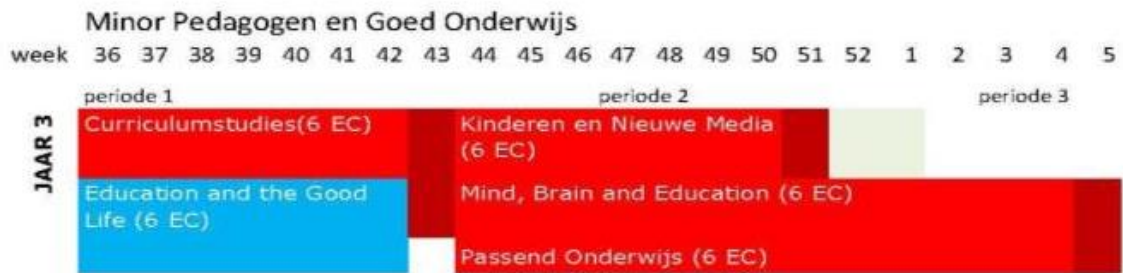 Minor Pedagogen en Goed Onderwijs
week 36 37 38 39 40 41 42 43 44 45 46 47 48 49 50 51 52 1 2 3 4 5
periode 1 periode 2 periode 3
JAAR 3
Curriculumstudies(6 EC)
Kinderen en Nieuwe Media
(6 EC)
Education and the Good
Life (6 EC)
Mind, Brain and Education (6 EC)
Passend Onderwijs (6 EC)